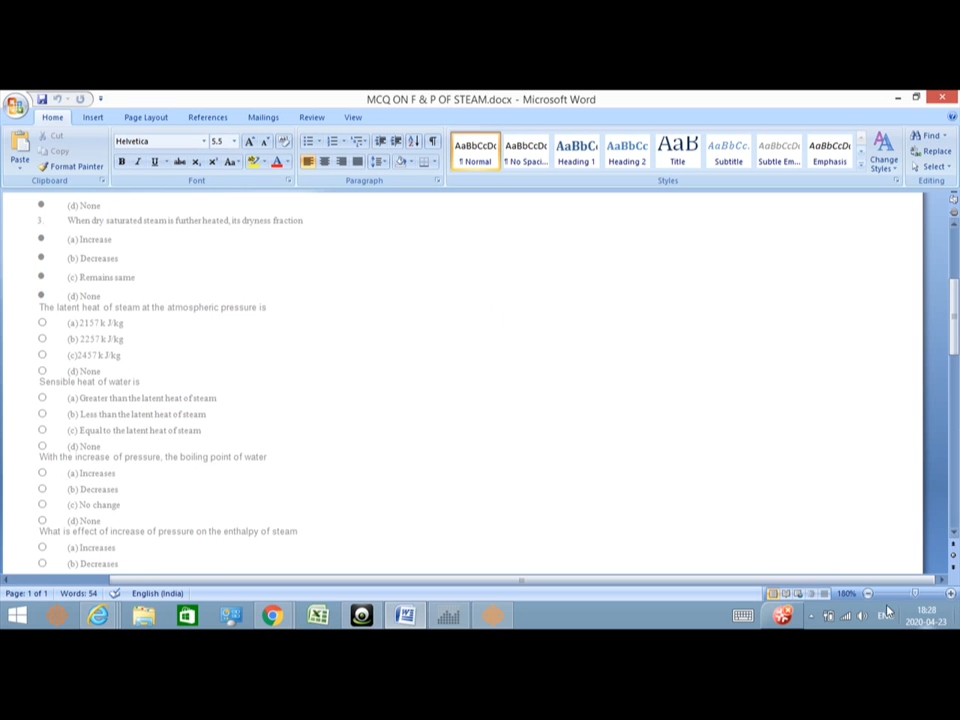 MCQ ON F & P OF STEAM.docx - Microsoft Word
Home Insert Page Layout References Mailings Review View
Paste
Cut
Copy
Format Painter
Helvetica 5.5
AaBbCcDc AaBbCcDc AaBbC AaBbCc AaB AaBbCc. AaBbCcDc AaBbCcDc
¶ Normal ¶ No Spaci... Heading 1 Heading 2 Title Subtitle Subtle Em... Emphasis
Change Styles
Find
Replace
Select
Clipboard Font Paragraph Styles Editing
(d) None
3. When dry saturated steam is further heated, its dryness fraction
(a) Increase
(b) Decreases
(c) Remains same
(d) None
The latent heat of steam at the atmospheric pressure is
(a) 2157 k J/kg
(b) 2257 k J/kg
(c)2457 k J/kg
(d) None
Sensible heat of water is
(a) Greater than the latent heat of steam
(b) Less than the latent heat of steam
(c) Equal to the latent heat of steam
(d) None
With the increase of pressure, the boiling point of water
(a) Increases
(b) Decreases
(c) No change
(d) None
What is effect of increase of pressure on the enthalpy of steam
(a) Increases
(b) Decreases
Page: 1 of 1 Words: 54 English (India) 180%
18:28
2020-04-23